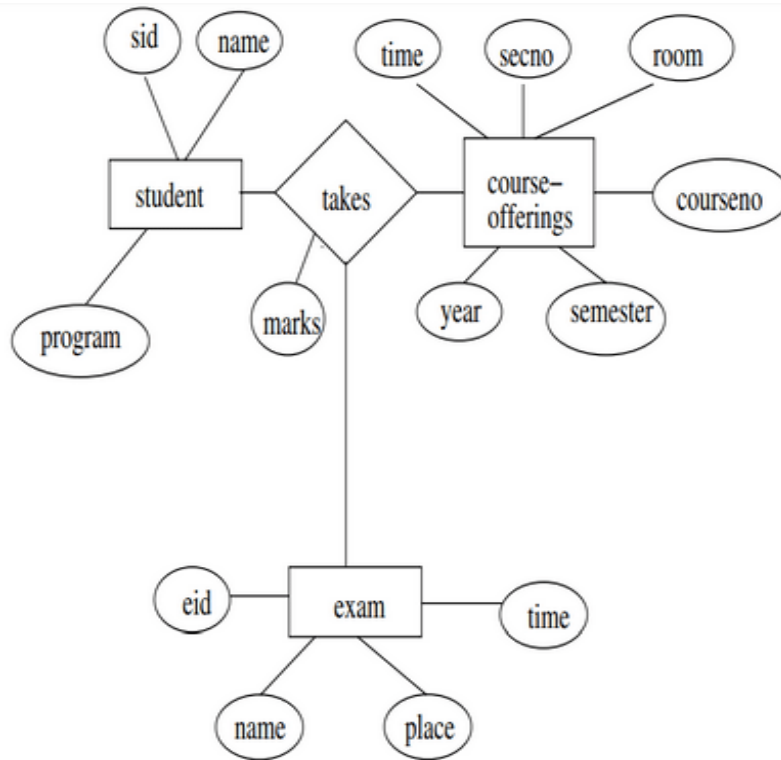 sid
name
time
secno
room
student
takes
course-
offerings
courseno
program
marks
year
semester
eid
exam
time
name
place